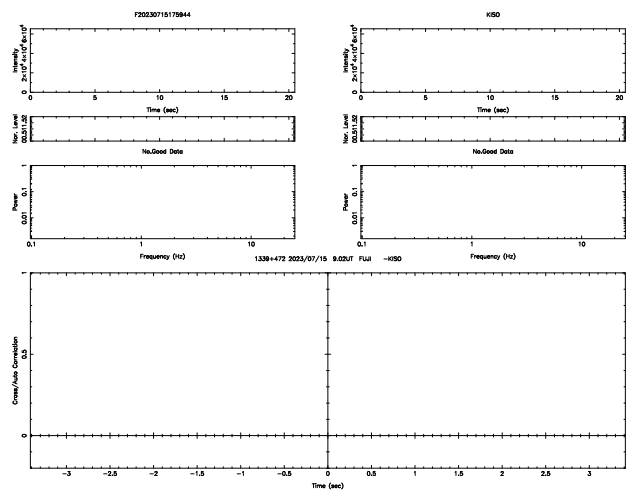 F20230715175944
KISO
Intensity
0 2×10⁴ 4×10⁴ 6×10⁴
0 5 10 15 20
Time (sec)
Intensity
0 2×10⁴ 4×10⁴ 6×10⁴
0 5 10 15 20
Time (sec)
Nor. Level
00.511.52
Nor. Level
00.511.52
No.Good Data
No.Good Data
Power
1
0.1
0.01
0.1 1 10
Frequency (Hz)
Power
1
0.1
0.01
0.1 1 10
Frequency (Hz)
1339+472 2023/07/15 9.02UT FUJI -KISO
Cross/Auto Correlation
1
0.5
0
-3 -2.5 -2 -1.5 -1 -0.5 0 0.5 1 1.5 2 2.5 3
Time (sec)